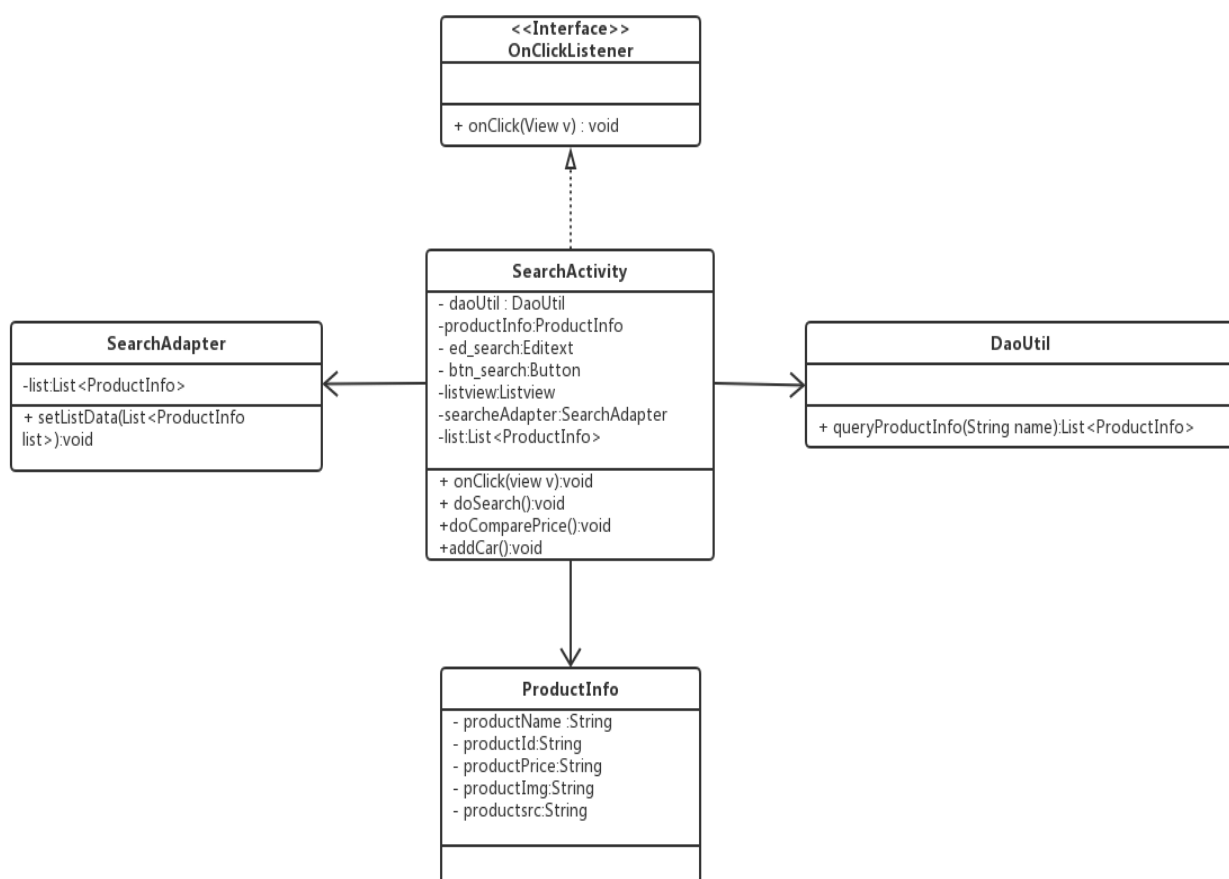 <<Interface>>
OnClickListener
+ onClick(View v) : void
SearchActivity
- daoUtil : DaoUtil
-productInfo:ProductInfo
- ed_search:Editext
- btn_search:Button
-listview:Listview
-searcheAdapter:SearchAdapter
-list:List<ProductInfo>
+ onClick(view v):void
+ doSearch():void
+doComparePrice():void
+addCar():void
SearchAdapter
-list:List<ProductInfo>
+ setListData(List<ProductInfo
list>):void
DaoUtil
+ queryProductInfo(String name):List<ProductInfo>
ProductInfo
- productName :String
- productId:String
- productPrice:String
- productImg:String
- productsrc:String